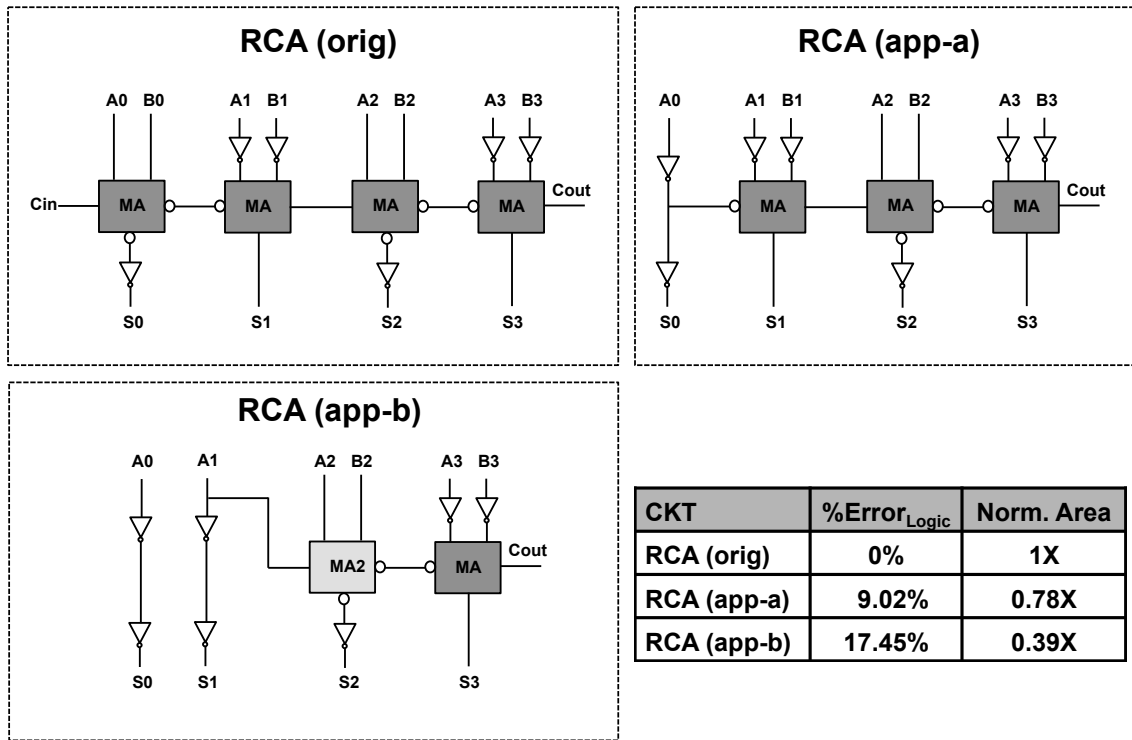 RCA (orig)
A0 B0 A1 B1 A2 B2 A3 B3
Cin MA MA MA MA Cout
S0 S1 S2 S3
RCA (app-a)
A0 A1 B1 A2 B2 A3 B3
MA MA MA Cout
S0 S1 S2 S3
RCA (app-b)
A0 A1 A2 B2 A3 B3
MA2 MA Cout
S0 S1 S2 S3
CKT %ErrorLogic Norm. Area
RCA (orig) 0% 1X
RCA (app-a) 9.02% 0.78X
RCA (app-b) 17.45% 0.39X